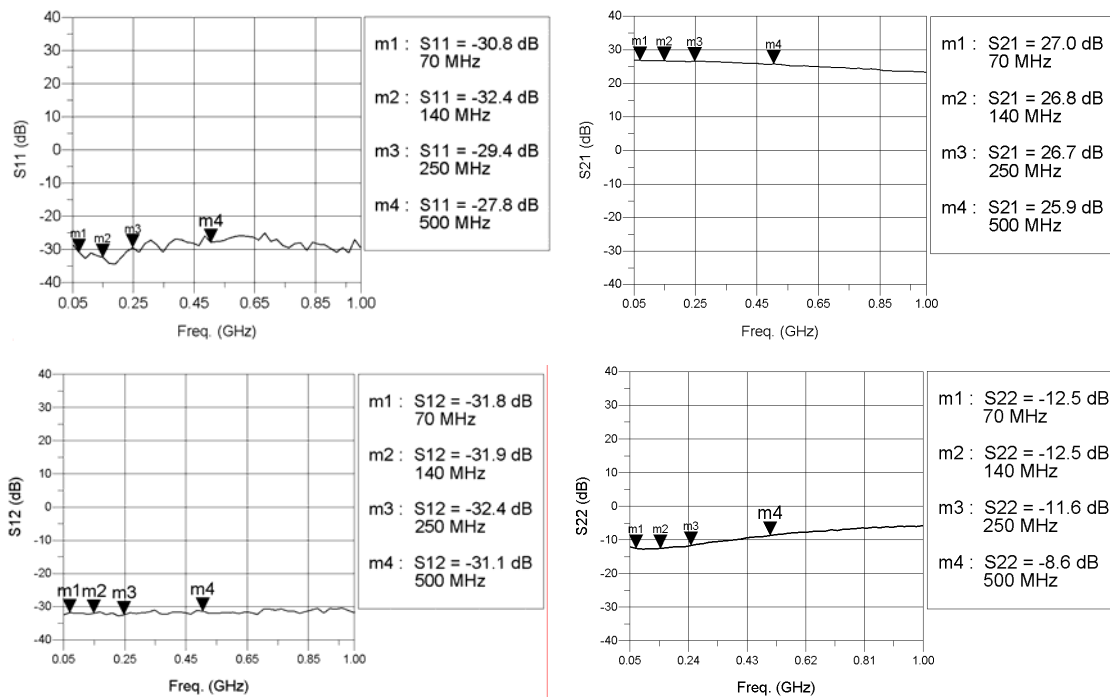 40
30
20
10
0
-10
-20
-30
-40
S11 (dB)
m1
m2
m3
m4
0.05
0.25
0.45
0.65
0.85
1.00
Freq. (GHz)
m1 : S11 = -30.8 dB
70 MHz
m2 : S11 = -32.4 dB
140 MHz
m3 : S11 = -29.4 dB
250 MHz
m4 : S11 = -27.8 dB
500 MHz
40
30
20
10
0
-10
-20
-30
-40
S21 (dB)
m1
m2
m3
m4
0.05
0.25
0.45
0.65
0.85
1.00
Freq. (GHz)
m1 : S21 = 27.0 dB
70 MHz
m2 : S21 = 26.8 dB
140 MHz
m3 : S21 = 26.7 dB
250 MHz
m4 : S21 = 25.9 dB
500 MHz
40
30
20
10
0
-10
-20
-30
-40
S12 (dB)
m1
m2
m3
m4
0.05
0.25
0.45
0.65
0.85
1.00
Freq. (GHz)
m1 : S12 = -31.8 dB
70 MHz
m2 : S12 = -31.9 dB
140 MHz
m3 : S12 = -32.4 dB
250 MHz
m4 : S12 = -31.1 dB
500 MHz
40
30
20
10
0
-10
-20
-30
-40
S22 (dB)
m1
m2
m3
m4
0.05
0.24
0.43
0.62
0.81
1.00
Freq. (GHz)
m1 : S22 = -12.5 dB
70 MHz
m2 : S22 = -12.5 dB
140 MHz
m3 : S22 = -11.6 dB
250 MHz
m4 : S22 = -8.6 dB
500 MHz